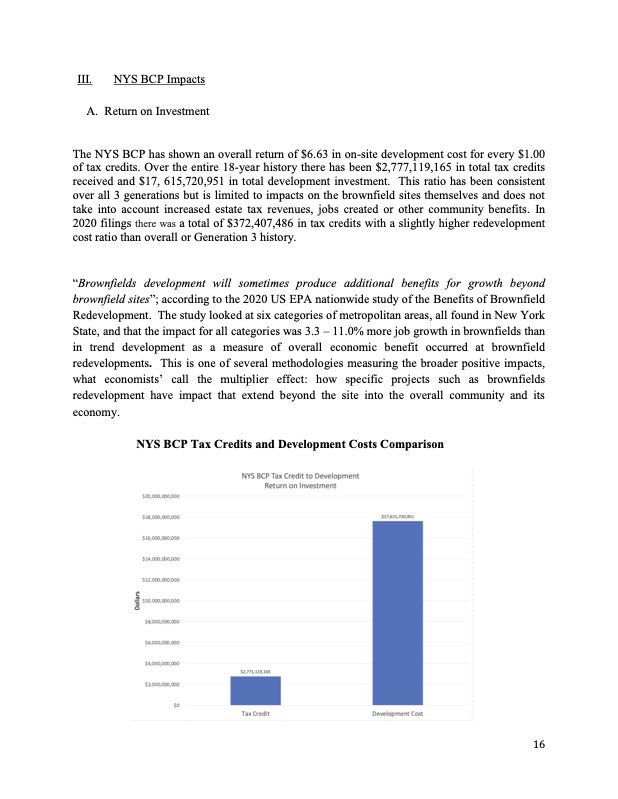 III. NYS BCP Impacts
A. Return on Investment
The NYS BCP has shown an overall return of $6.63 in on-site development cost for every $1.00
of tax credits. Over the entire 18-year history there has been $2,777,119,165 in total tax credits
received and $17, 615,720,951 in total development investment. This ratio has been consistent
over all 3 generations but is limited to impacts on the brownfield sites themselves and does not
take into account increased estate tax revenues, jobs created or other community benefits. In
2020 filings there was a total of $372,407,486 in tax credits with a slightly higher redevelopment
cost ratio than overall or Generation 3 history.
“Brownfields development will sometimes produce additional benefits for growth beyond
brownfield sites”; according to the 2020 US EPA nationwide study of the Benefits of Brownfield
Redevelopment. The study looked at six categories of metropolitan areas, all found in New York
State, and that the impact for all categories was 3.3 – 11.0% more job growth in brownfields than
in trend development as a measure of overall economic benefit occurred at brownfield
redevelopments. This is one of several methodologies measuring the broader positive impacts,
what economists’ call the multiplier effect: how specific projects such as brownfields
redevelopment have impact that extend beyond the site into the overall community and its
economy.
NYS BCP Tax Credits and Development Costs Comparison
NYS BCP Tax Credit to Development
Return on Investment
$20,000,000,000
$18,000,000,000
$16,000,000,000
$14,000,000,000
$12,000,000,000
$10,000,000,000
$8,000,000,000
$6,000,000,000
$4,000,000,000
$2,000,000,000
$0
Dollars
$2,771,119,165
$17,615,720,951
Tax Credit
Development Cost
16